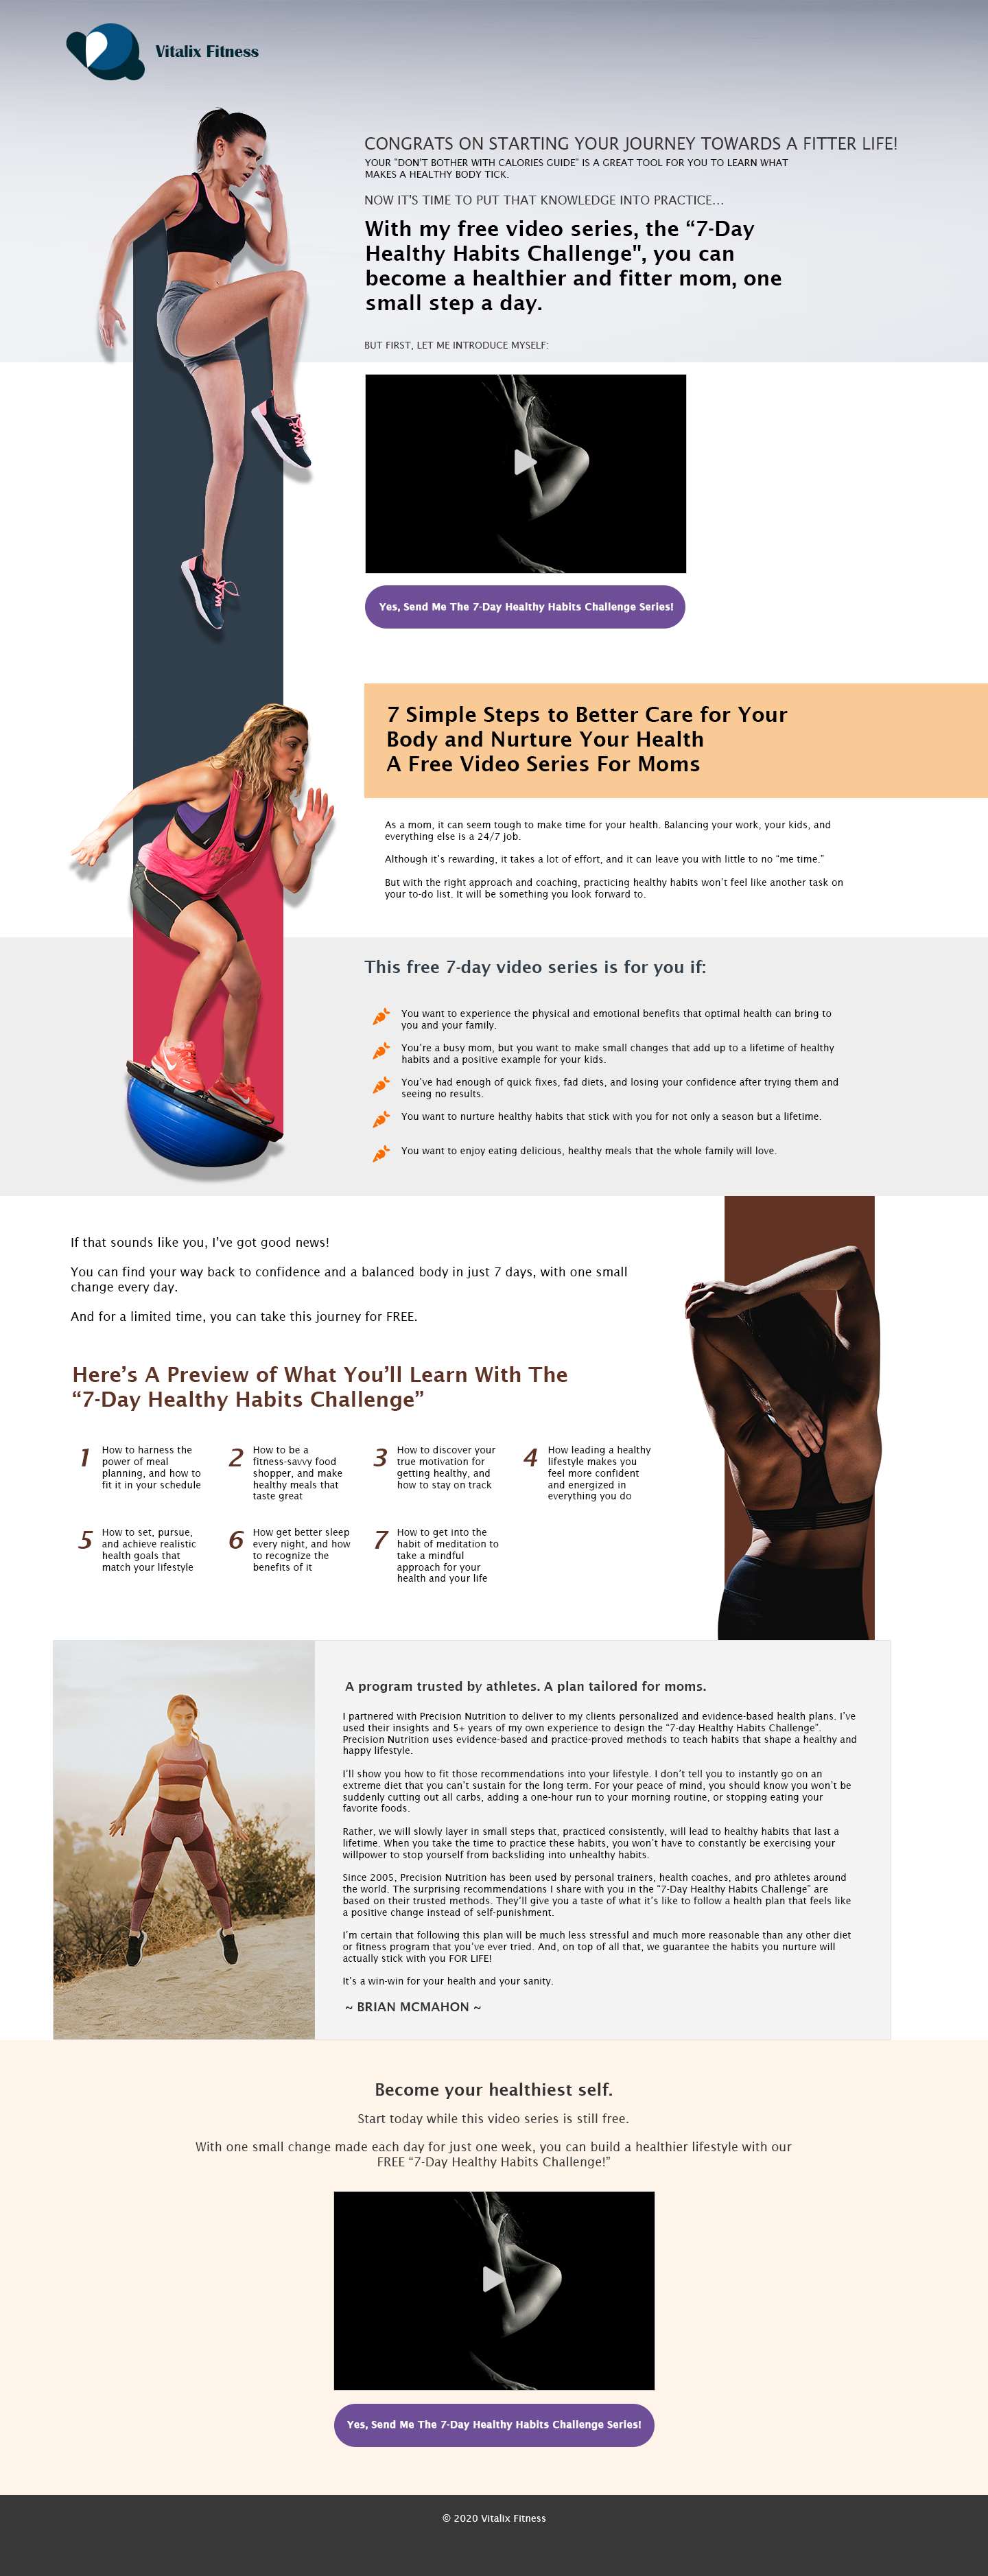 Vitalix Fitness
CONGRATS ON STARTING YOUR JOURNEY TOWARDS A FITTER LIFE!
YOUR “DON'T BOTHER WITH CALORIES GUIDE” IS A GREAT TOOL FOR YOU TO LEARN WHAT
MAKES A HEALTHY BODY TICK.
NOW IT'S TIME TO PUT THAT KNOWLEDGE INTO PRACTICE…
With my free video series, the “7-Day
Healthy Habits Challenge", you can
become a healthier and fitter mom, one
small step a day.
BUT FIRST, LET ME INTRODUCE MYSELF:
Yes, Send Me The 7-Day Healthy Habits Challenge Series!
7 Simple Steps to Better Care for Your
Body and Nurture Your Health
A Free Video Series For Moms
As a mom, it can seem tough to make time for your health. Balancing your work, your kids, and
everything else is a 24/7 job.
Although it’s rewarding, it takes a lot of effort, and it can leave you with little to no “me time.”
But with the right approach and coaching, practicing healthy habits won’t feel like another task on
your to-do list. It will be something you look forward to.
This free 7-day video series is for you if:
You want to experience the physical and emotional benefits that optimal health can bring to
you and your family.
You’re a busy mom, but you want to make small changes that add up to a lifetime of healthy
habits and a positive example for your kids.
You’ve had enough of quick fixes, fad diets, and losing your confidence after trying them and
seeing no results.
You want to nurture healthy habits that stick with you for not only a season but a lifetime.
You want to enjoy eating delicious, healthy meals that the whole family will love.
If that sounds like you, I’ve got good news!
You can find your way back to confidence and a balanced body in just 7 days, with one small
change every day.
And for a limited time, you can take this journey for FREE.
Here’s A Preview of What You’ll Learn With The
“7-Day Healthy Habits Challenge”
1
How to harness the
power of meal
planning, and how to
fit it in your schedule
2
How to be a
fitness-savvy food
shopper, and make
healthy meals that
taste great
3
How to discover your
true motivation for
getting healthy, and
how to stay on track
4
How leading a healthy
lifestyle makes you
feel more confident
and energized in
everything you do
5
How to set, pursue,
and achieve realistic
health goals that
match your lifestyle
6
How get better sleep
every night, and how
to recognize the
benefits of it
7
How to get into the
habit of meditation to
take a mindful
approach for your
health and your life
A program trusted by athletes. A plan tailored for moms.
I partnered with Precision Nutrition to deliver to my clients personalized and evidence-based health plans. I’ve
used their insights and 5+ years of my own experience to design the “7-day Healthy Habits Challenge”.
Precision Nutrition uses evidence-based and practice-proved methods to teach habits that shape a healthy and
happy lifestyle.
I’ll show you how to fit those recommendations into your lifestyle. I don’t tell you to instantly go on an
extreme diet that you can’t sustain for the long term. For your peace of mind, you should know you won’t be
suddenly cutting out all carbs, adding a one-hour run to your morning routine, or stopping eating your
favorite foods.
Rather, we will slowly layer in small steps that, practiced consistently, will lead to healthy habits that last a
lifetime. When you take the time to practice these habits, you won’t have to constantly be exercising your
willpower to stop yourself from backsliding into unhealthy habits.
Since 2005, Precision Nutrition has been used by personal trainers, health coaches, and pro athletes around
the world. The surprising recommendations I share with you in the “7-Day Healthy Habits Challenge” are
based on their trusted methods. They’ll give you a taste of what it’s like to follow a health plan that feels like
a positive change instead of self-punishment.
I’m certain that following this plan will be much less stressful and much more reasonable than any other diet
or fitness program that you’ve ever tried. And, on top of all that, we guarantee the habits you nurture will
actually stick with you FOR LIFE!
It’s a win-win for your health and your sanity.
~ BRIAN MCMAHON ~
Become your healthiest self.
Start today while this video series is still free.
With one small change made each day for just one week, you can build a healthier lifestyle with our
FREE “7-Day Healthy Habits Challenge!”
Yes, Send Me The 7-Day Healthy Habits Challenge Series!
© 2020 Vitalix Fitness